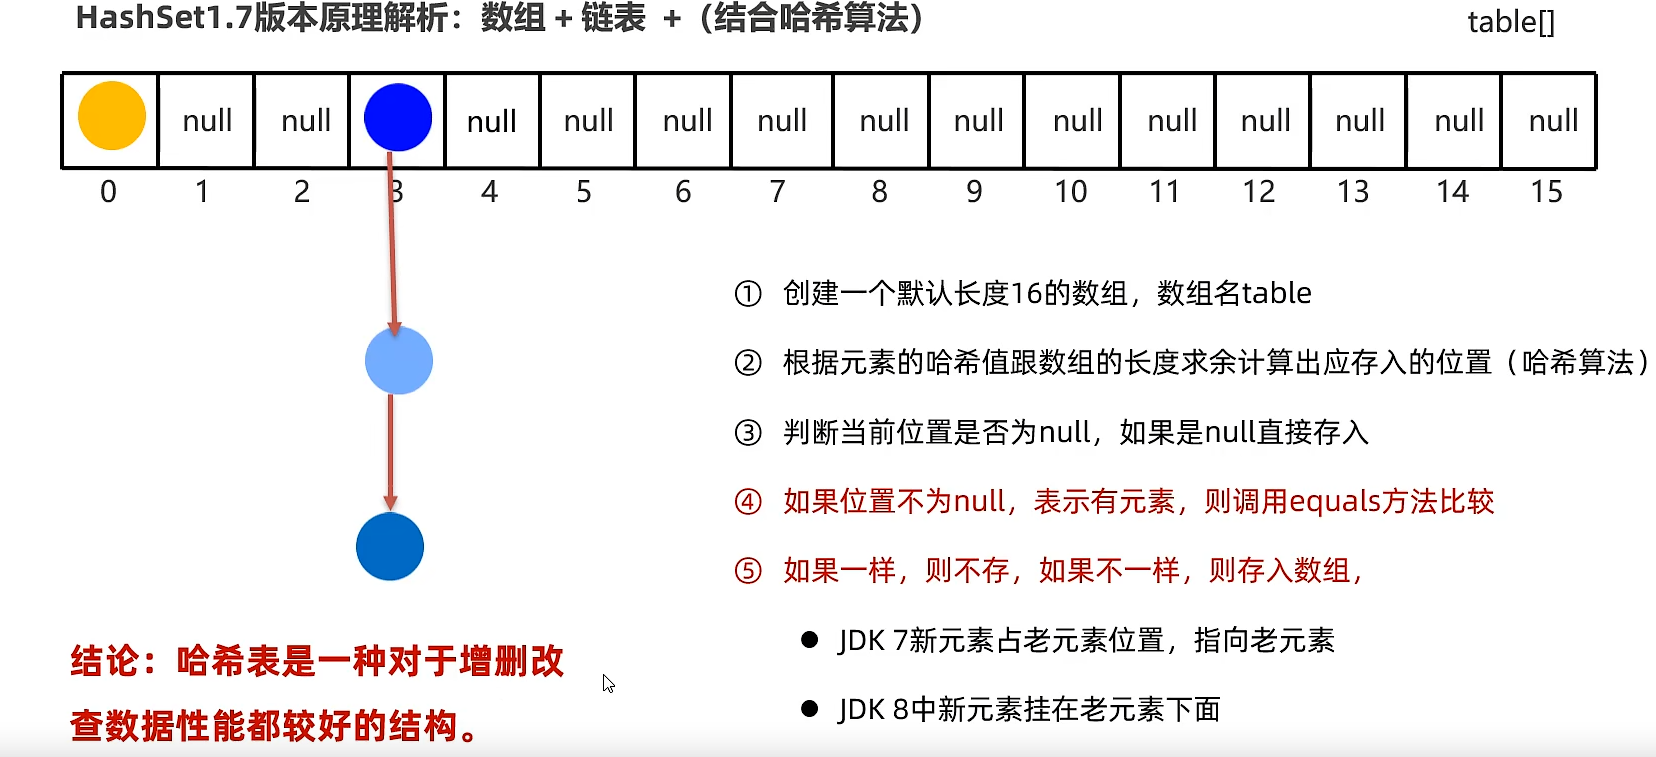 HashSet1.7版本原理解析：数组 + 链表 +（结合哈希算法）
table[]
null null null null null null null null null null null null null null
0 1 2 3 4 5 6 7 8 9 10 11 12 13 14 15
① 创建一个默认长度16的数组，数组名table
② 根据元素的哈希值跟数组的长度求余计算出应存入的位置（哈希算法）
③ 判断当前位置是否为null，如果是null直接存入
④ 如果位置不为null，表示有元素，则调用equals方法比较
⑤ 如果一样，则不存，如果不一样，则存入数组，
● JDK 7新元素占老元素位置，指向老元素
● JDK 8中新元素挂在老元素下面
结论：哈希表是一种对于增删改
查数据性能都较好的结构。